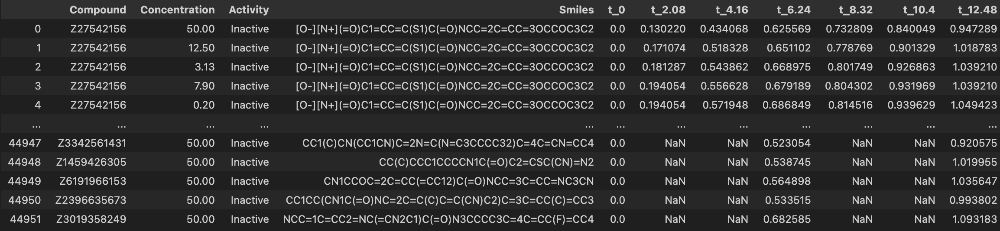 Compound Concentration Activity Smiles t_0 t_2.08 t_4.16 t_6.24 t_8.32 t_10.4 t_12.48
0 Z27542156 50.00 Inactive [O-][N+](=O)C1=CC=C(S1)C(=O)NCC=2C=CC=3OCCOC3C2 0.0 0.130220 0.434068 0.625569 0.732809 0.840049 0.947289
1 Z27542156 12.50 Inactive [O-][N+](=O)C1=CC=C(S1)C(=O)NCC=2C=CC=3OCCOC3C2 0.0 0.171074 0.518328 0.651102 0.778769 0.901329 1.018783
2 Z27542156 3.13 Inactive [O-][N+](=O)C1=CC=C(S1)C(=O)NCC=2C=CC=3OCCOC3C2 0.0 0.181287 0.543862 0.668975 0.801749 0.926863 1.039210
3 Z27542156 7.90 Inactive [O-][N+](=O)C1=CC=C(S1)C(=O)NCC=2C=CC=3OCCOC3C2 0.0 0.194054 0.556628 0.679189 0.804302 0.931969 1.039210
4 Z27542156 0.20 Inactive [O-][N+](=O)C1=CC=C(S1)C(=O)NCC=2C=CC=3OCCOC3C2 0.0 0.194054 0.571948 0.686849 0.814516 0.939629 1.049423
... ... ... ... ... ... ... ... ... ... ... ...
44947 Z3342561431 50.00 Inactive CC1(C)CN(CC1CN)C=2N=C(N=C3CCCC32)C=4C=CN=CC4 0.0 NaN NaN 0.523054 NaN NaN 0.920575
44948 Z1459426305 50.00 Inactive CC(C)CCC1CCCCN1C(=O)C2=CSC(CN)=N2 0.0 NaN NaN 0.538745 NaN NaN 1.019955
44949 Z6191966153 50.00 Inactive CN1CCOC=2C=CC(=CC12)C(=O)NCC=3C=CC=NC3CN 0.0 NaN NaN 0.564898 NaN NaN 1.035647
44950 Z2396635673 50.00 Inactive CC1CC(CN1C(=O)NC=2C=C(C)C=C(CN)C2)C=3C=CC(C)=CC3 0.0 NaN NaN 0.533515 NaN NaN 0.993802
44951 Z3019358249 50.00 Inactive NCC=1C=CC2=NC(=CN2C1)C(=O)N3CCCC3C=4C=CC(F)=CC4 0.0 NaN NaN 0.682585 NaN NaN 1.093183